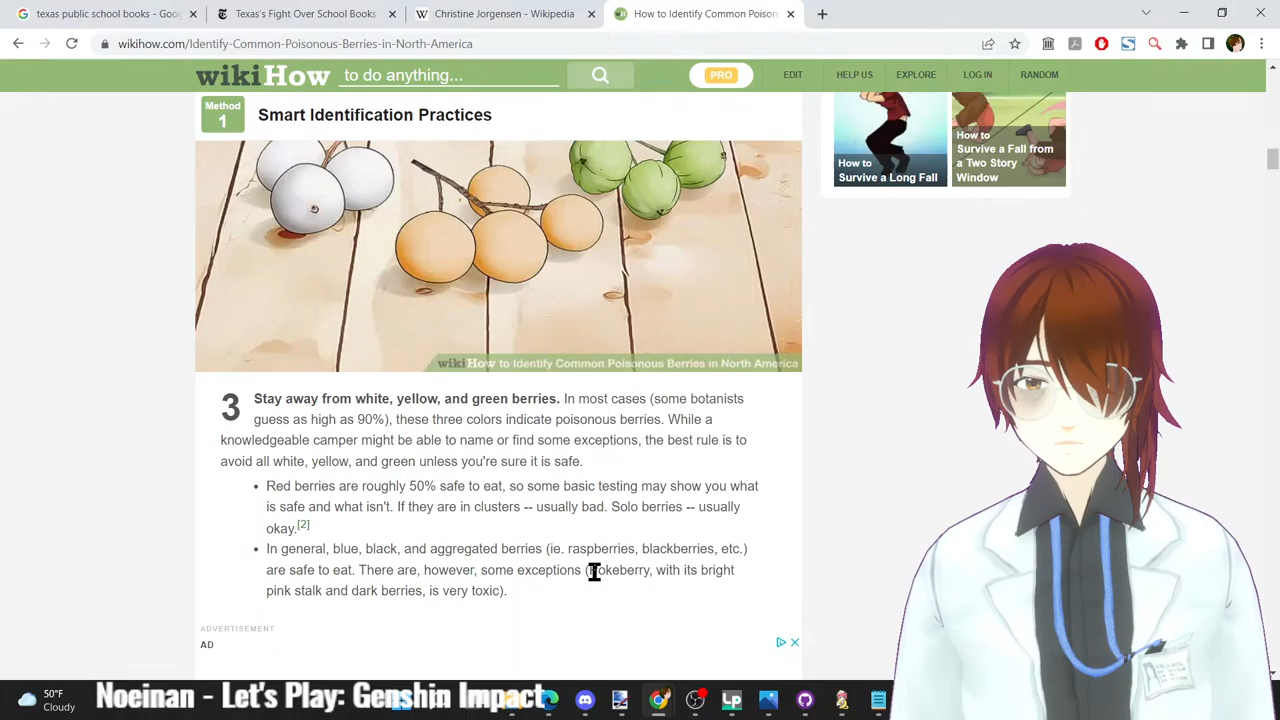 texas public school books - Goog
Texas's Fight Over School Books
Christine Jorgensen - Wikipedia
How to Identify Common Poison
wikihow.com/Identify-Common-Poisonous-Berries-in-North-America
wikiHow to do anything...
PRO
EDIT
HELP US
EXPLORE
LOG IN
RANDOM
Method
1
Smart Identification Practices
How to
Survive a Long Fall
How to
Survive a Fall from
a Two Story
Window
wikiHow to Identify Common Poisonous Berries in North America
3 Stay away from white, yellow, and green berries. In most cases (some botanists
guess as high as 90%), these three colors indicate poisonous berries. While a
knowledgeable camper might be able to name or find some exceptions, the best rule is to
avoid all white, yellow, and green unless you're sure it is safe.
• Red berries are roughly 50% safe to eat, so some basic testing may show you what
is safe and what isn't. If they are in clusters -- usually bad. Solo berries -- usually
okay.[2]
• In general, blue, black, and aggregated berries (ie. raspberries, blackberries, etc.)
are safe to eat. There are, however, some exceptions (Pokeberry, with its bright
pink stalk and dark berries, is very toxic).
ADVERTISEMENT
AD
50°F
Cloudy
Noeinan - Let's Play: Genshin Impact
LP